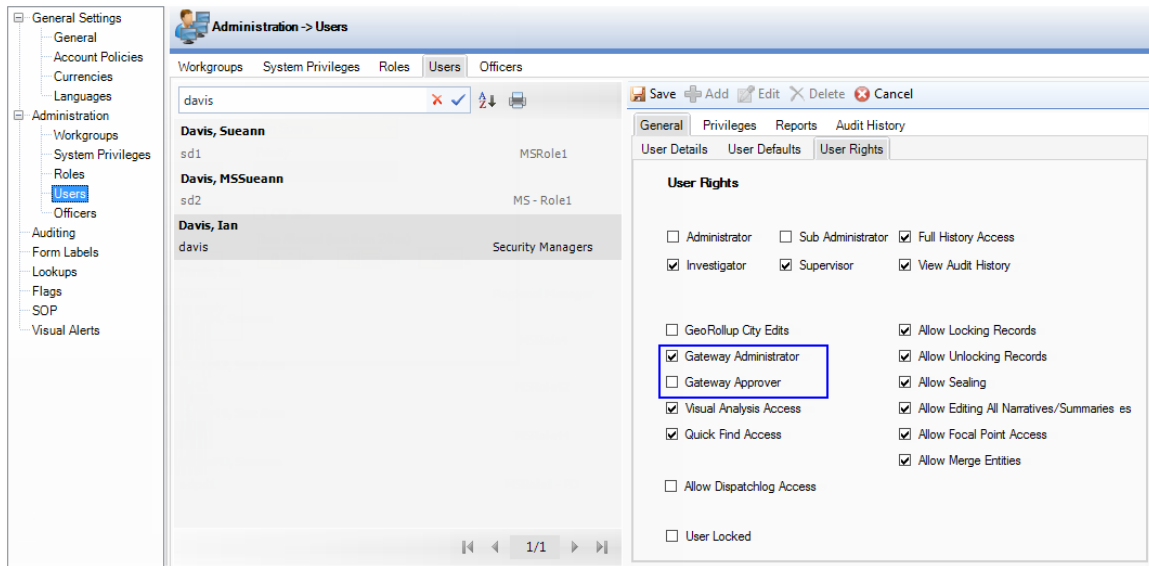 General Settings
General
Account Policies
Currencies
Languages
Administration
Workgroups
System Privileges
Roles
Users
Officers
Auditing
Form Labels
Lookups
Flags
SOP
Visual Alerts
Administration -> Users
Workgroups System Privileges Roles Users Officers
davis
Davis, Sueann
sd1 MSRole1
Davis, MSSueann
sd2 MS - Role1
Davis, Ian
davis Security Managers
1/1
Save Add Edit Delete Cancel
General Privileges Reports Audit History
User Details User Defaults User Rights
User Rights
Administrator Sub Administrator Full History Access
Investigator Supervisor View Audit History
GeoRollup City Edits Allow Locking Records
Gateway Administrator Allow Unlocking Records
Gateway Approver Allow Sealing
Visual Analysis Access Allow Editing All Narratives/Summaries es
Quick Find Access Allow Focal Point Access
Allow Merge Entities
Allow Dispatchlog Access
User Locked